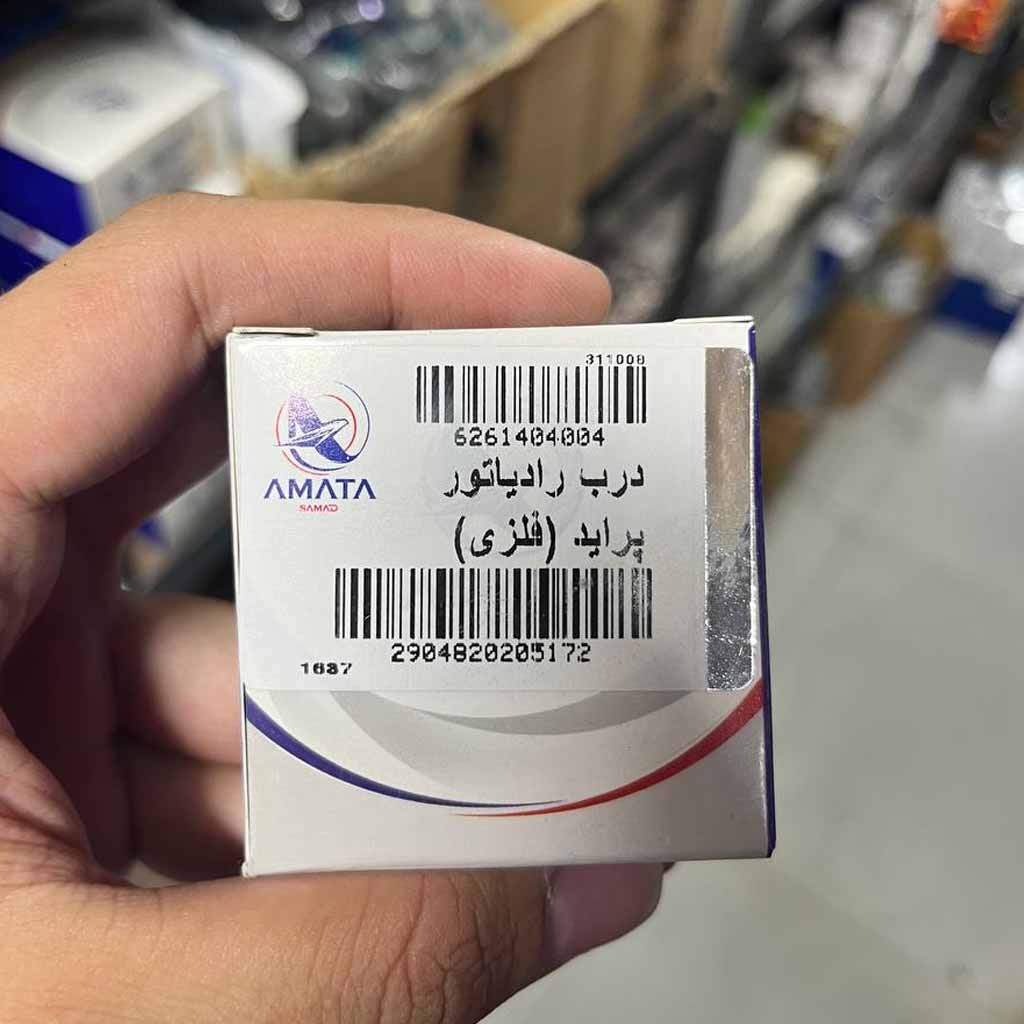 AMATA
SAMAD
311008
6261404004
درب رادیاتور
پراید (فلزی)
2904820205172
1687